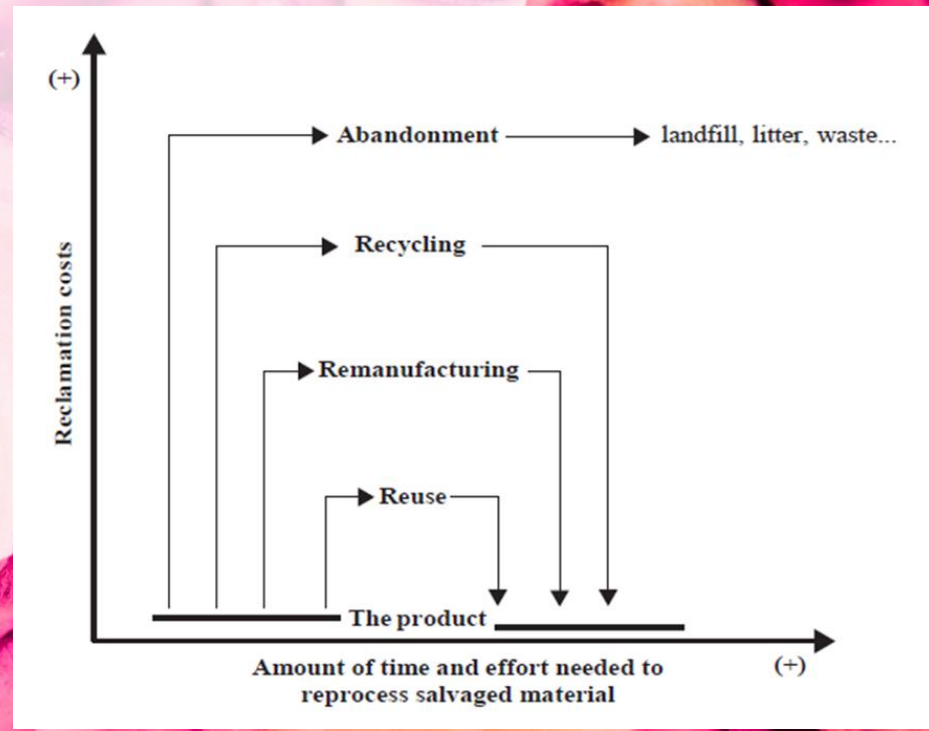 (+)
Abandonment
landfill, litter, waste...
Recycling
Reclamation costs
Remanufacturing
Reuse
The product
Amount of time and effort needed to
reprocess salvaged material
(+)